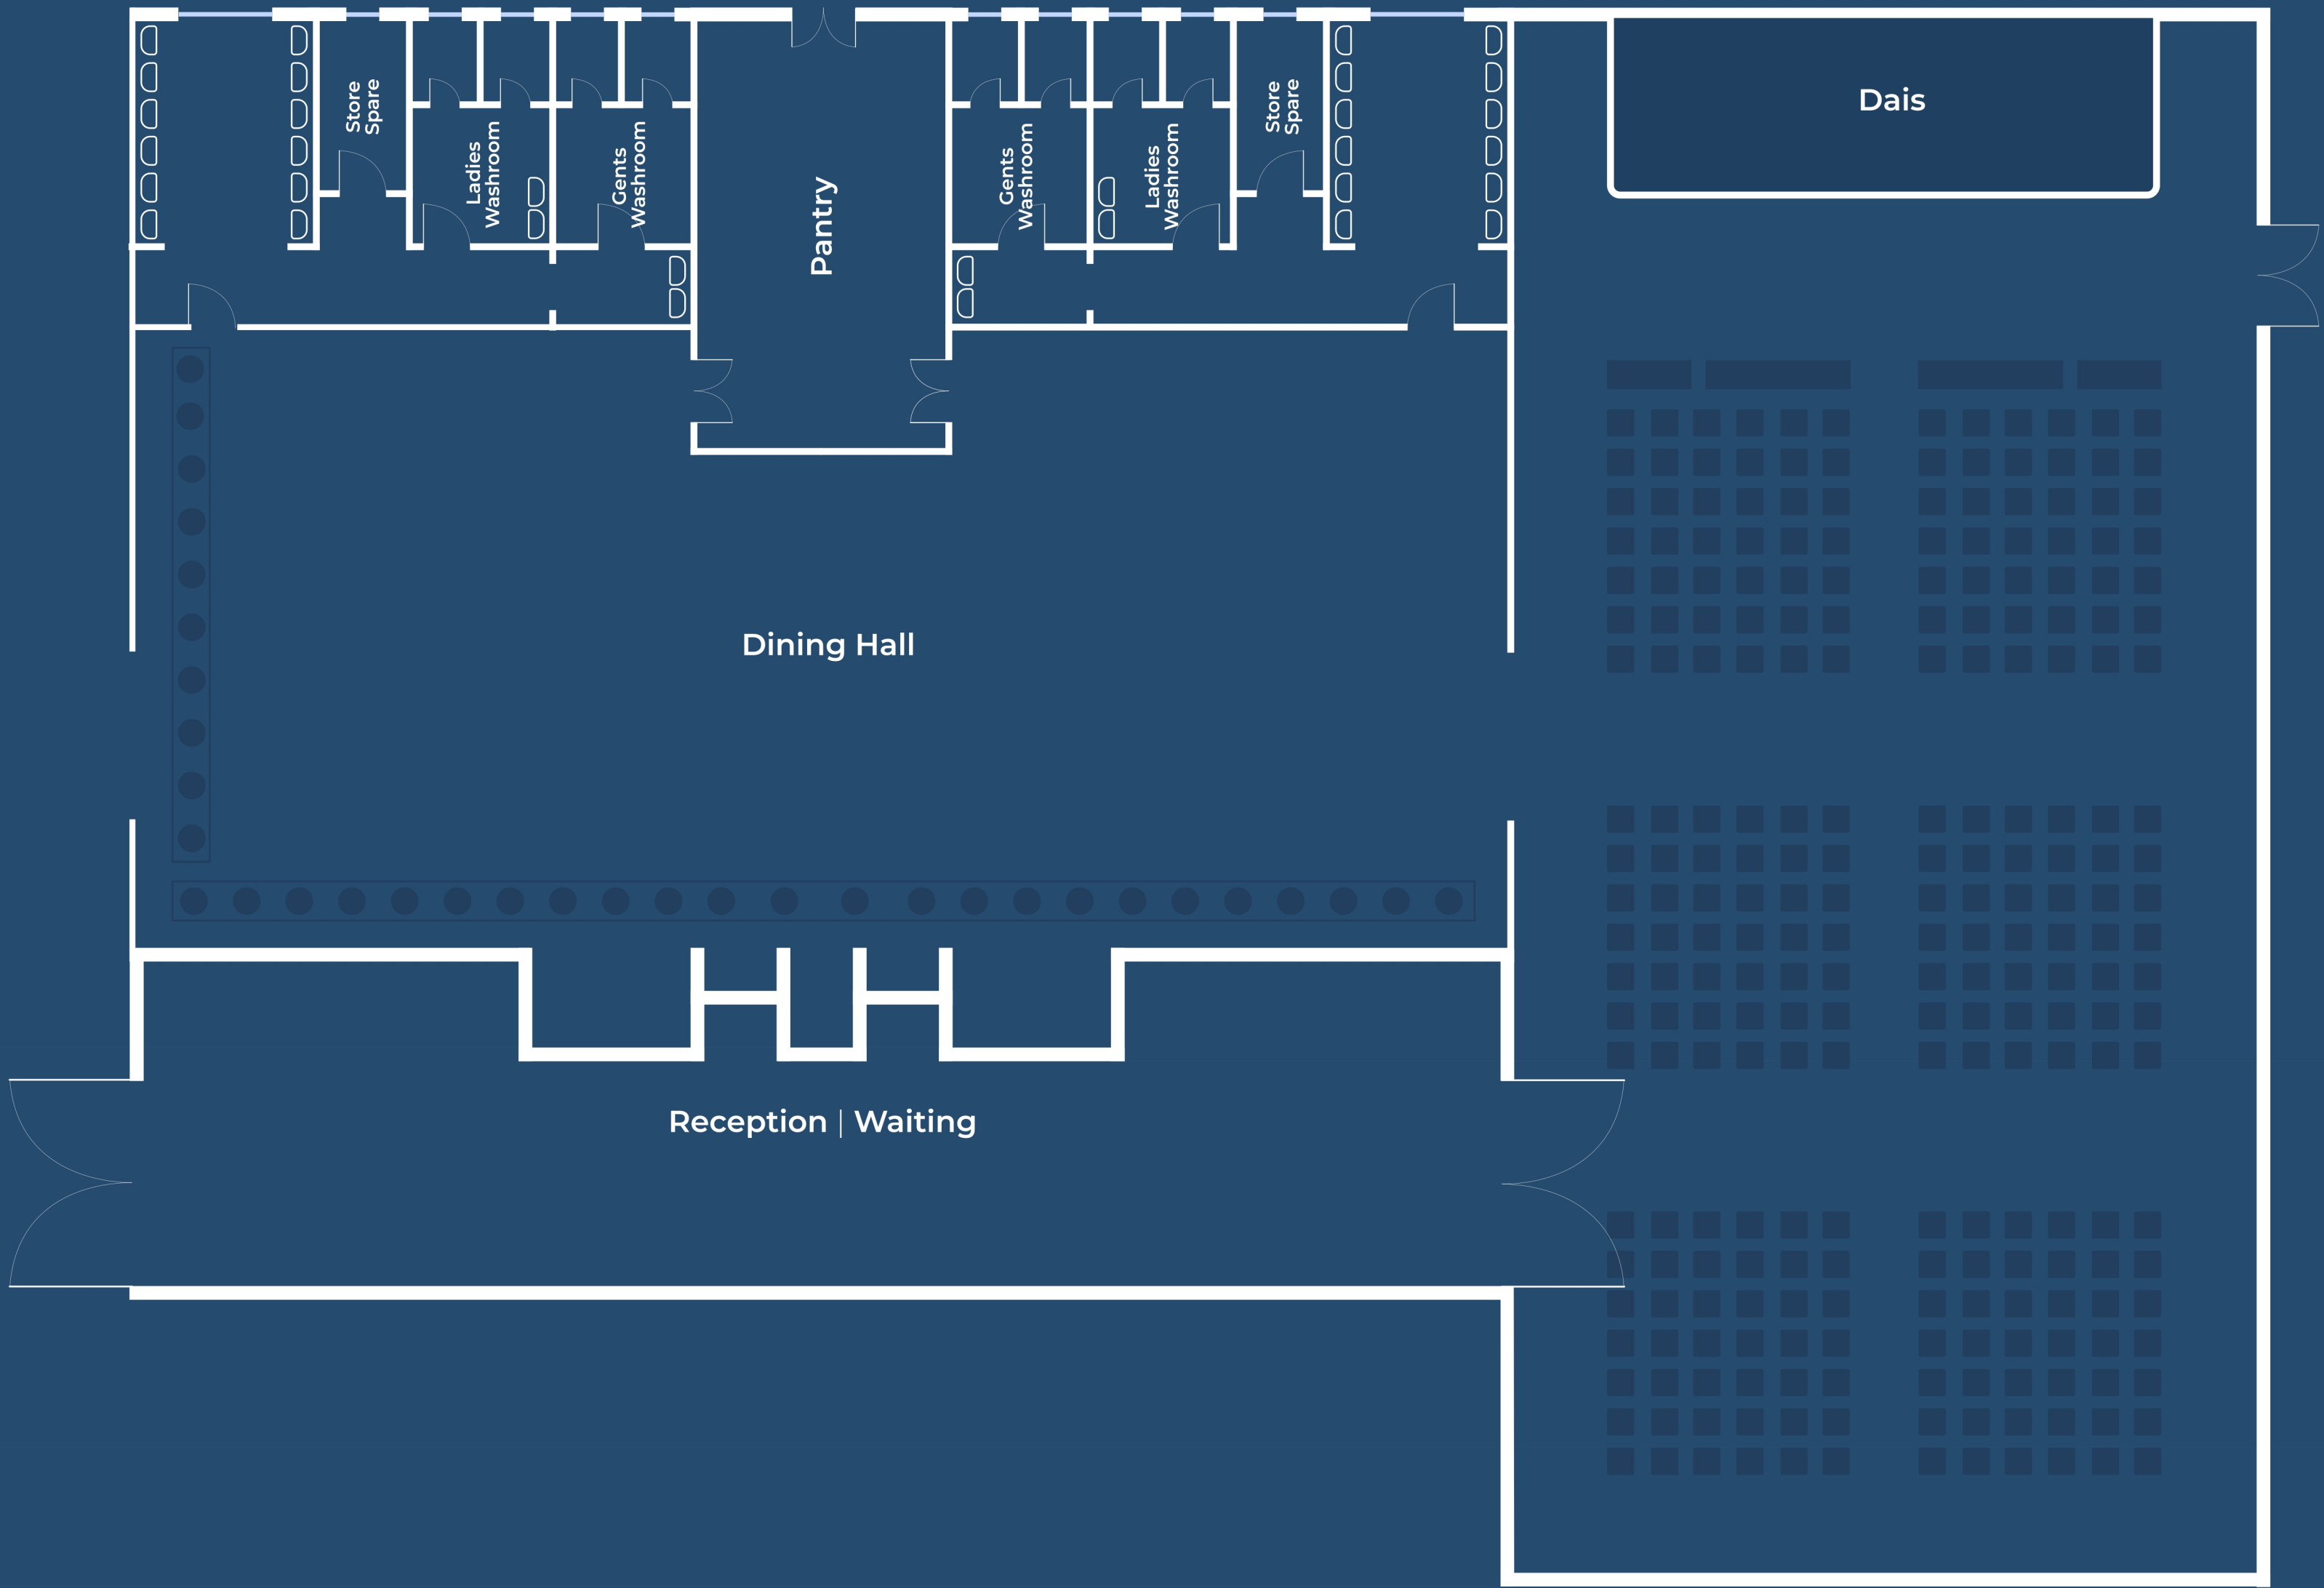 Store
Spare
Ladies
Washroom
Gents
Washroom
Pantry
Gents
Washroom
Ladies
Washroom
Store
Spare
Dais
Dining Hall
Reception | Waiting